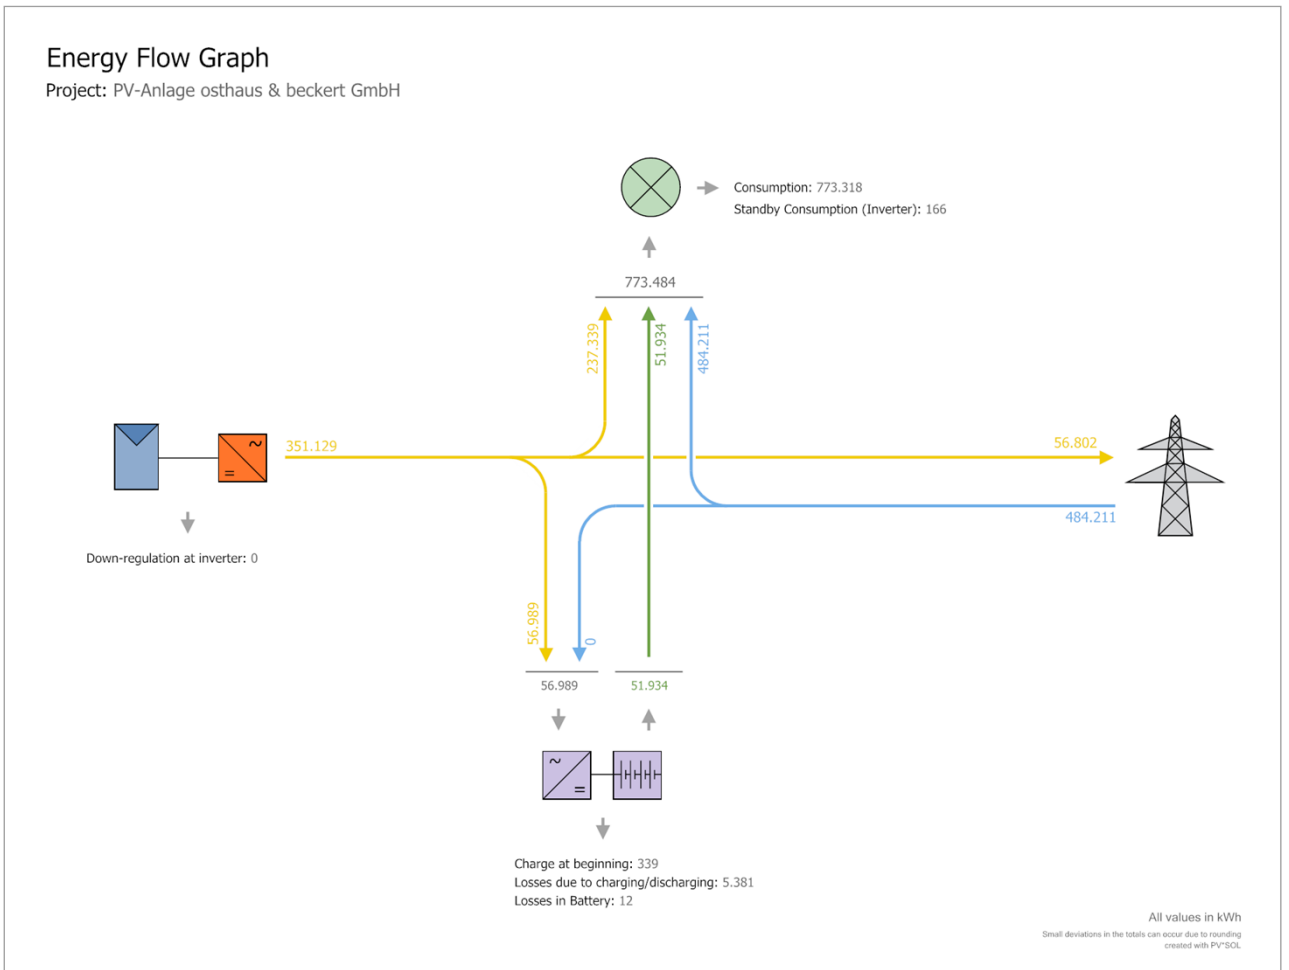 Energy Flow Graph
Project: PV-Anlage osthaus & beckert GmbH
Consumption: 773.318
Standby Consumption (Inverter): 166
773.484
237.339
51.934
484.211
351.129
56.802
484.211
Down-regulation at inverter: 0
56.989
0
56.989
51.934
Charge at beginning: 339
Losses due to charging/discharging: 5.381
Losses in Battery: 12
All values in kWh
Small deviations in the totals can occur due to rounding
created with PV*SOL